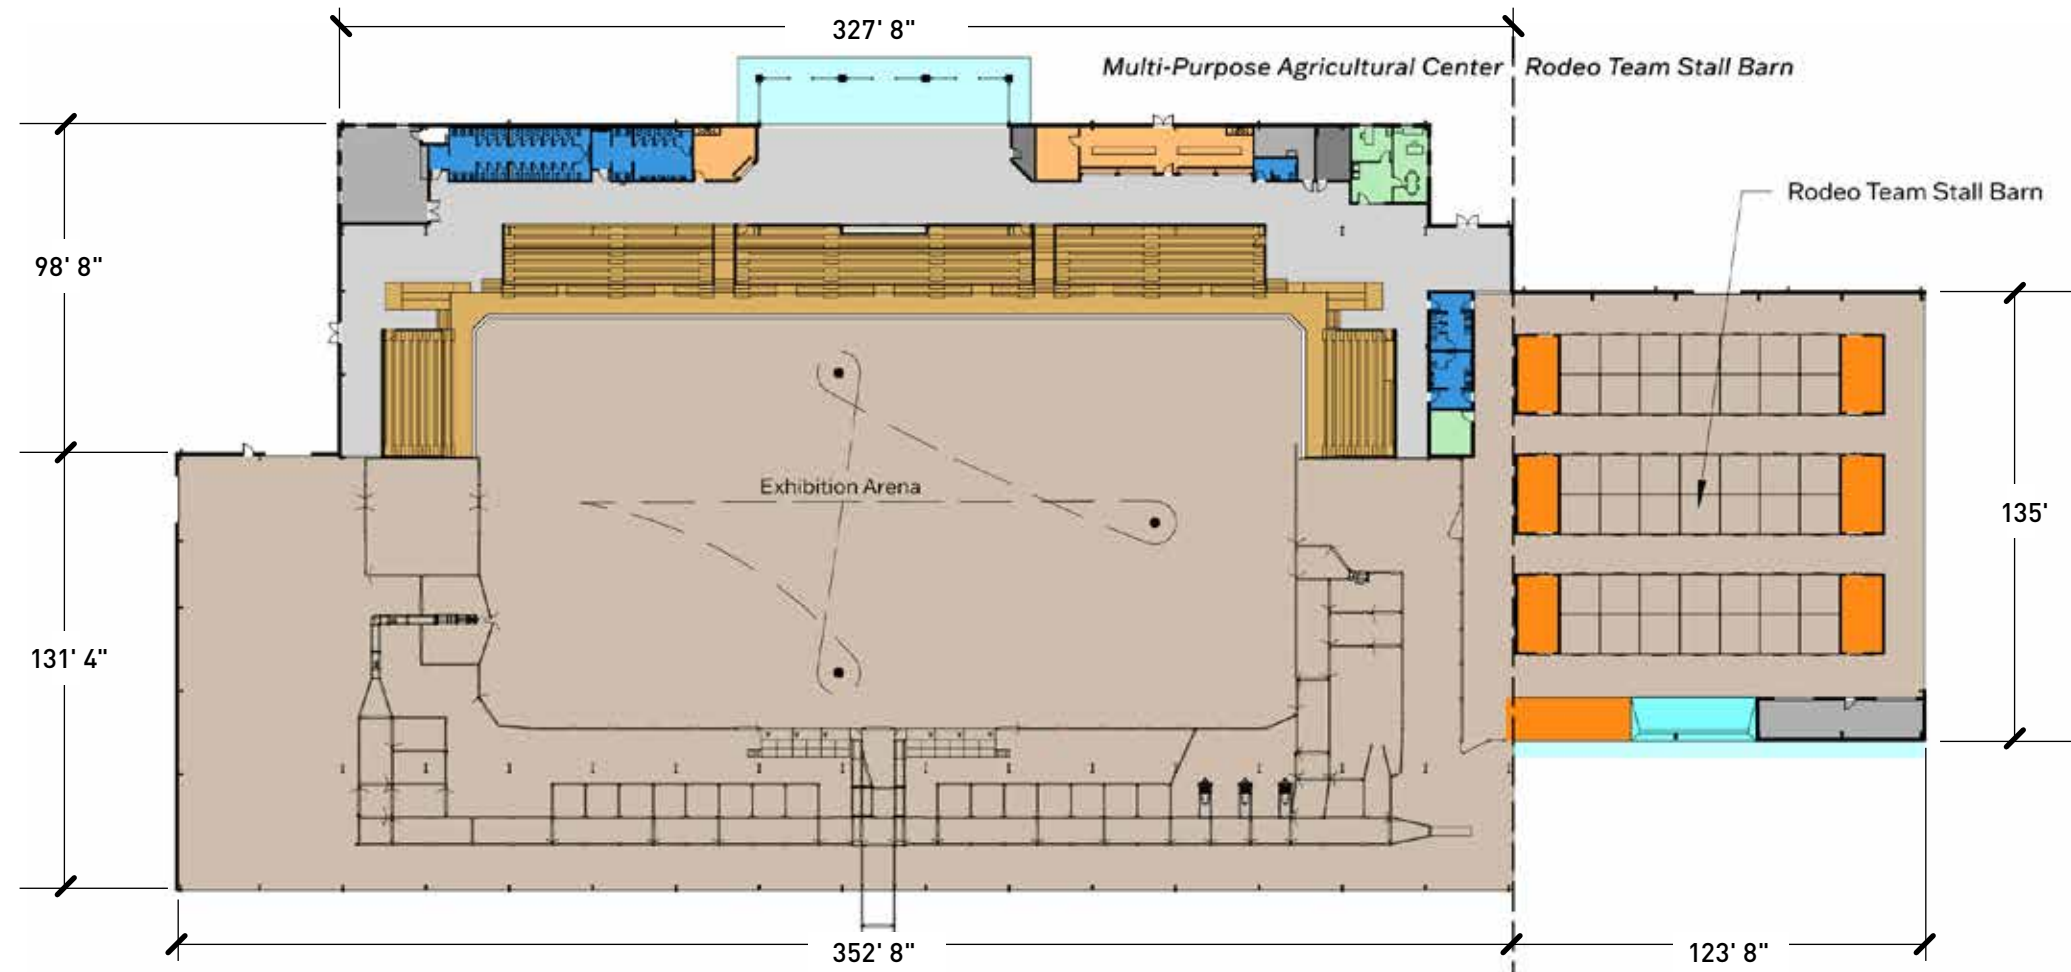 327' 8"
Multi-Purpose Agricultural Center
Rodeo Team Stall Barn
Rodeo Team Stall Barn
98' 8"
Exhibition Arena
135'
131' 4"
352' 8"
123' 8"